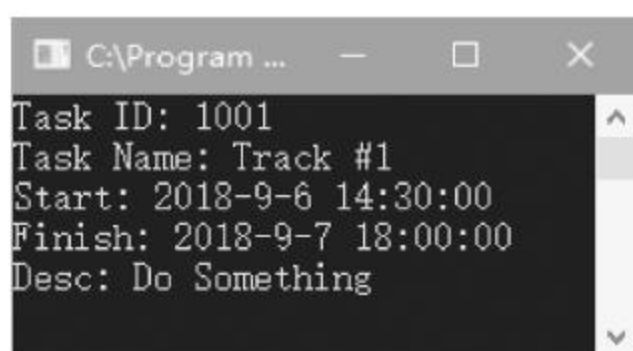 C:\Program ...
Task ID: 1001
Task Name: Track #1
Start: 2018-9-6 14:30:00
Finish: 2018-9-7 18:00:00
Desc: Do Something